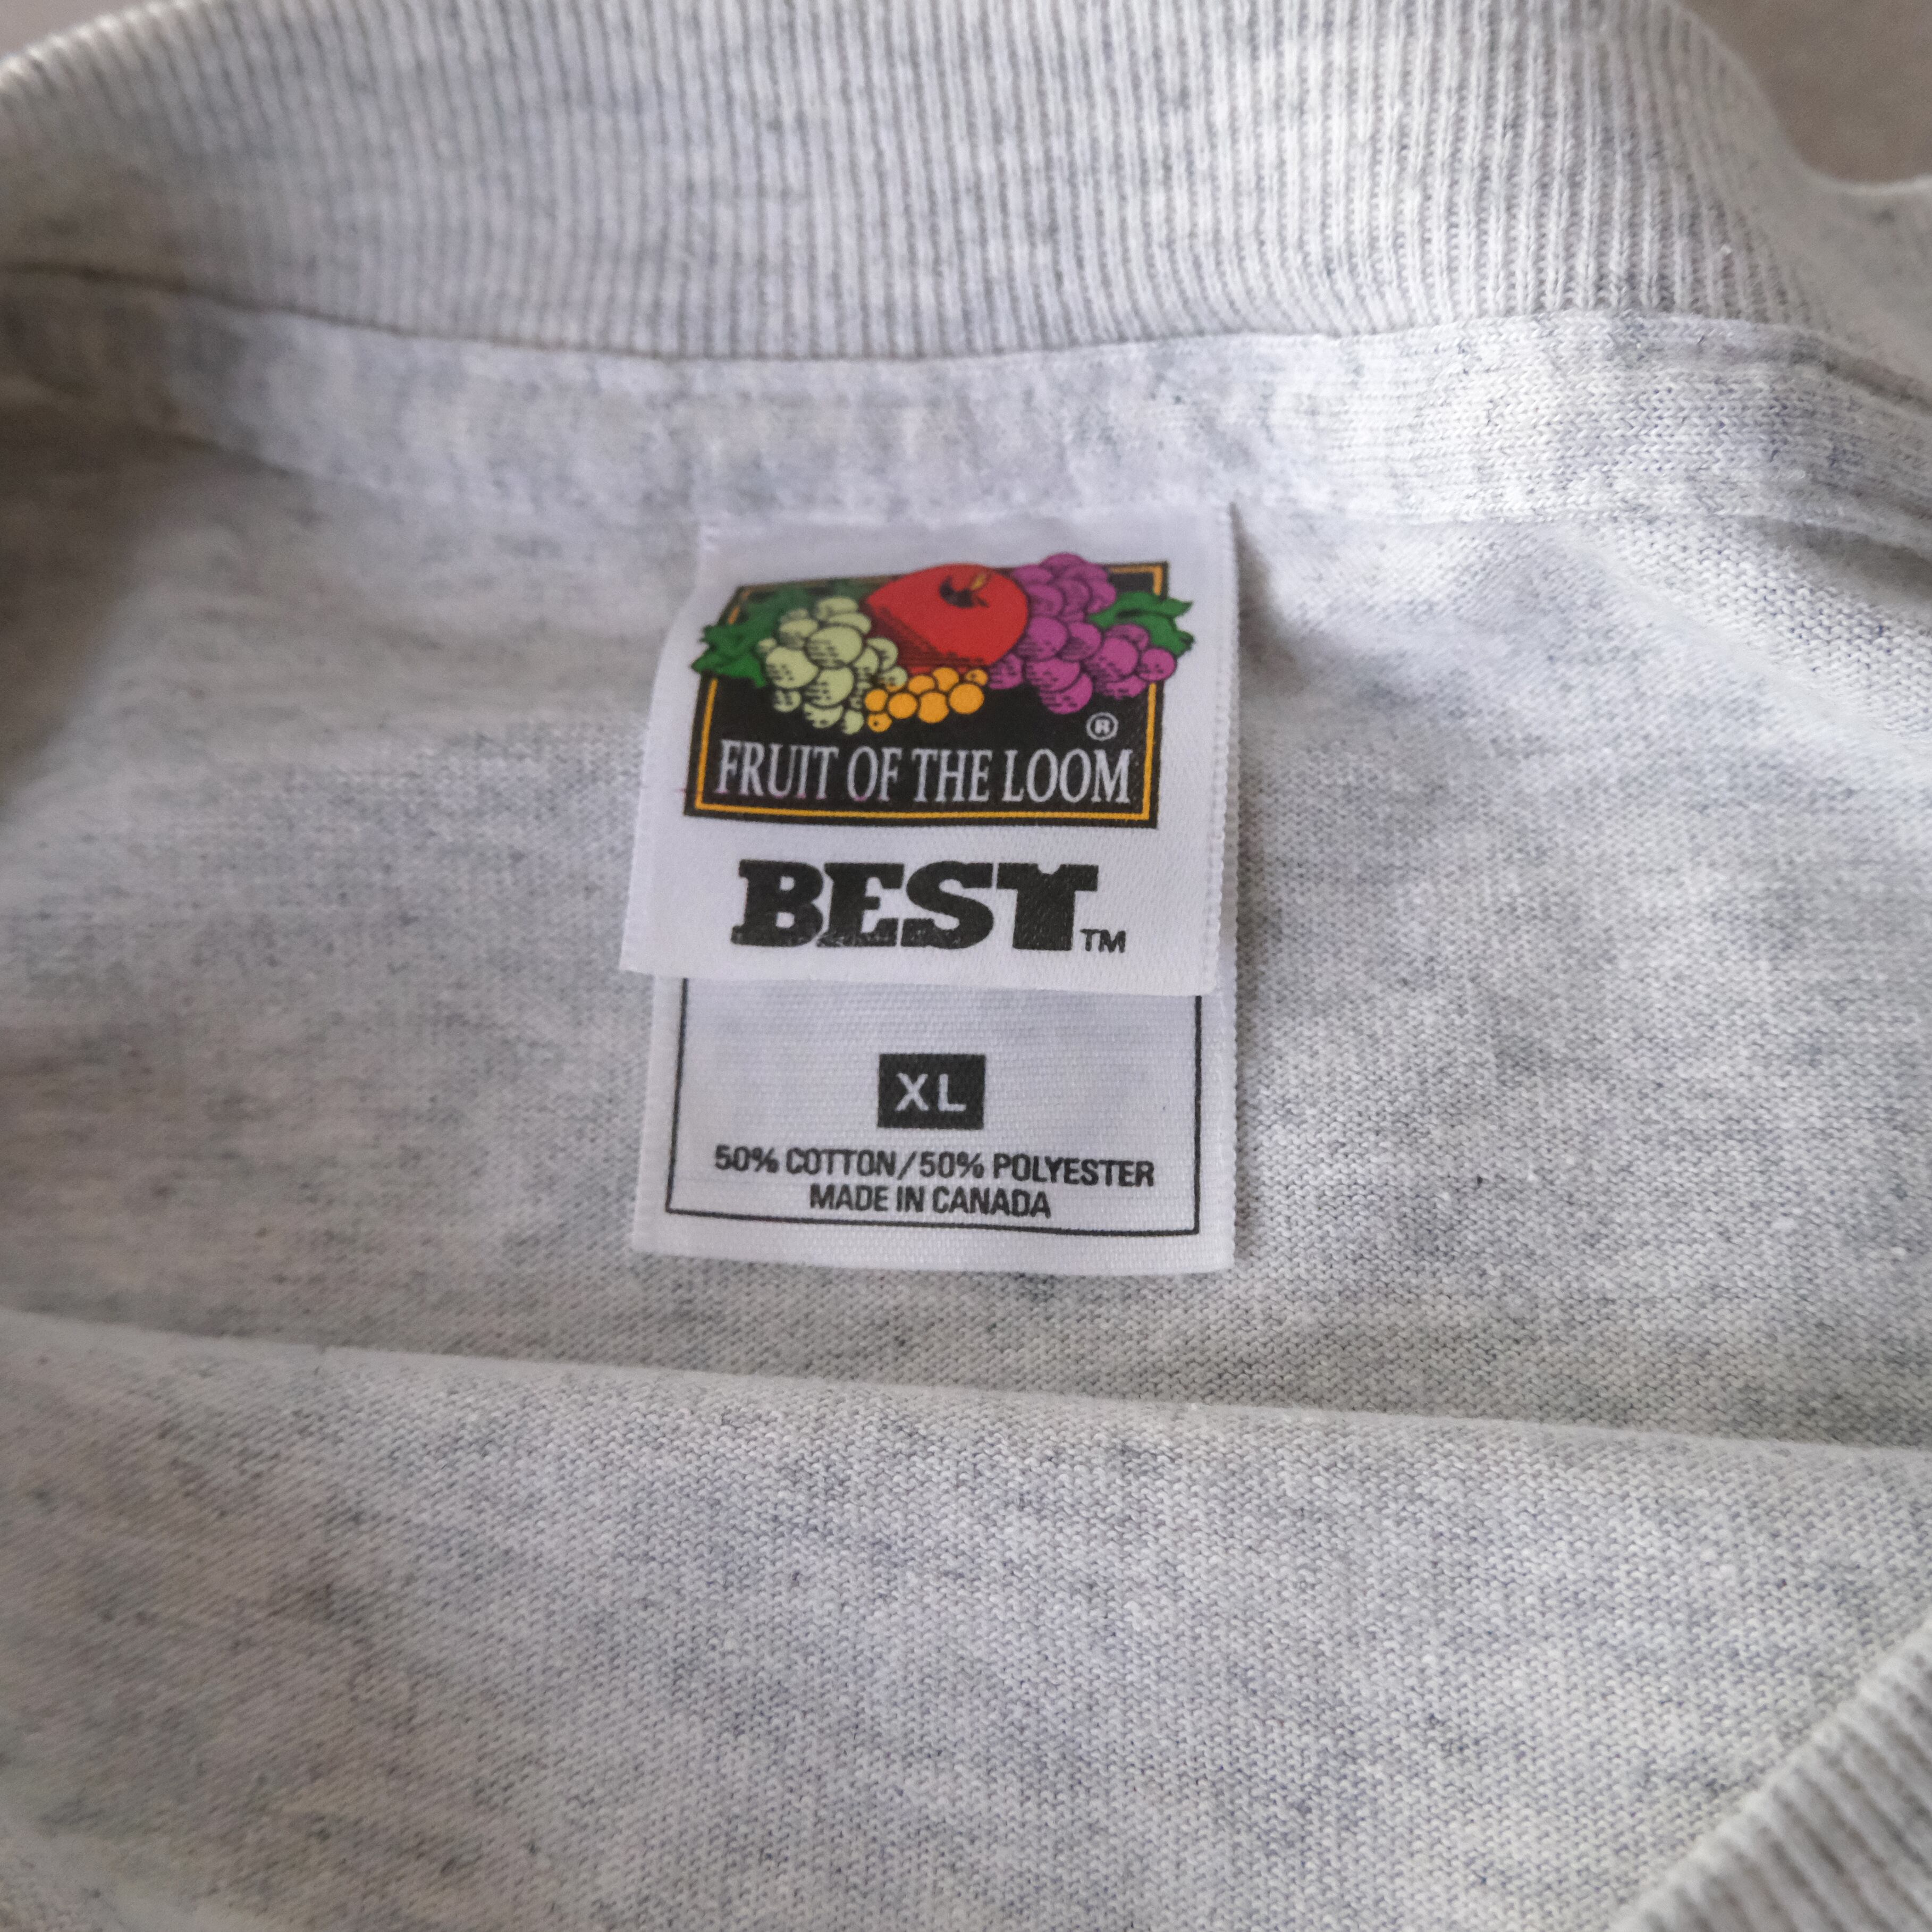 ®
FRUIT OF THE LOOM
BEST™
XL
50% COTTON/50% POLYESTER
MADE IN CANADA